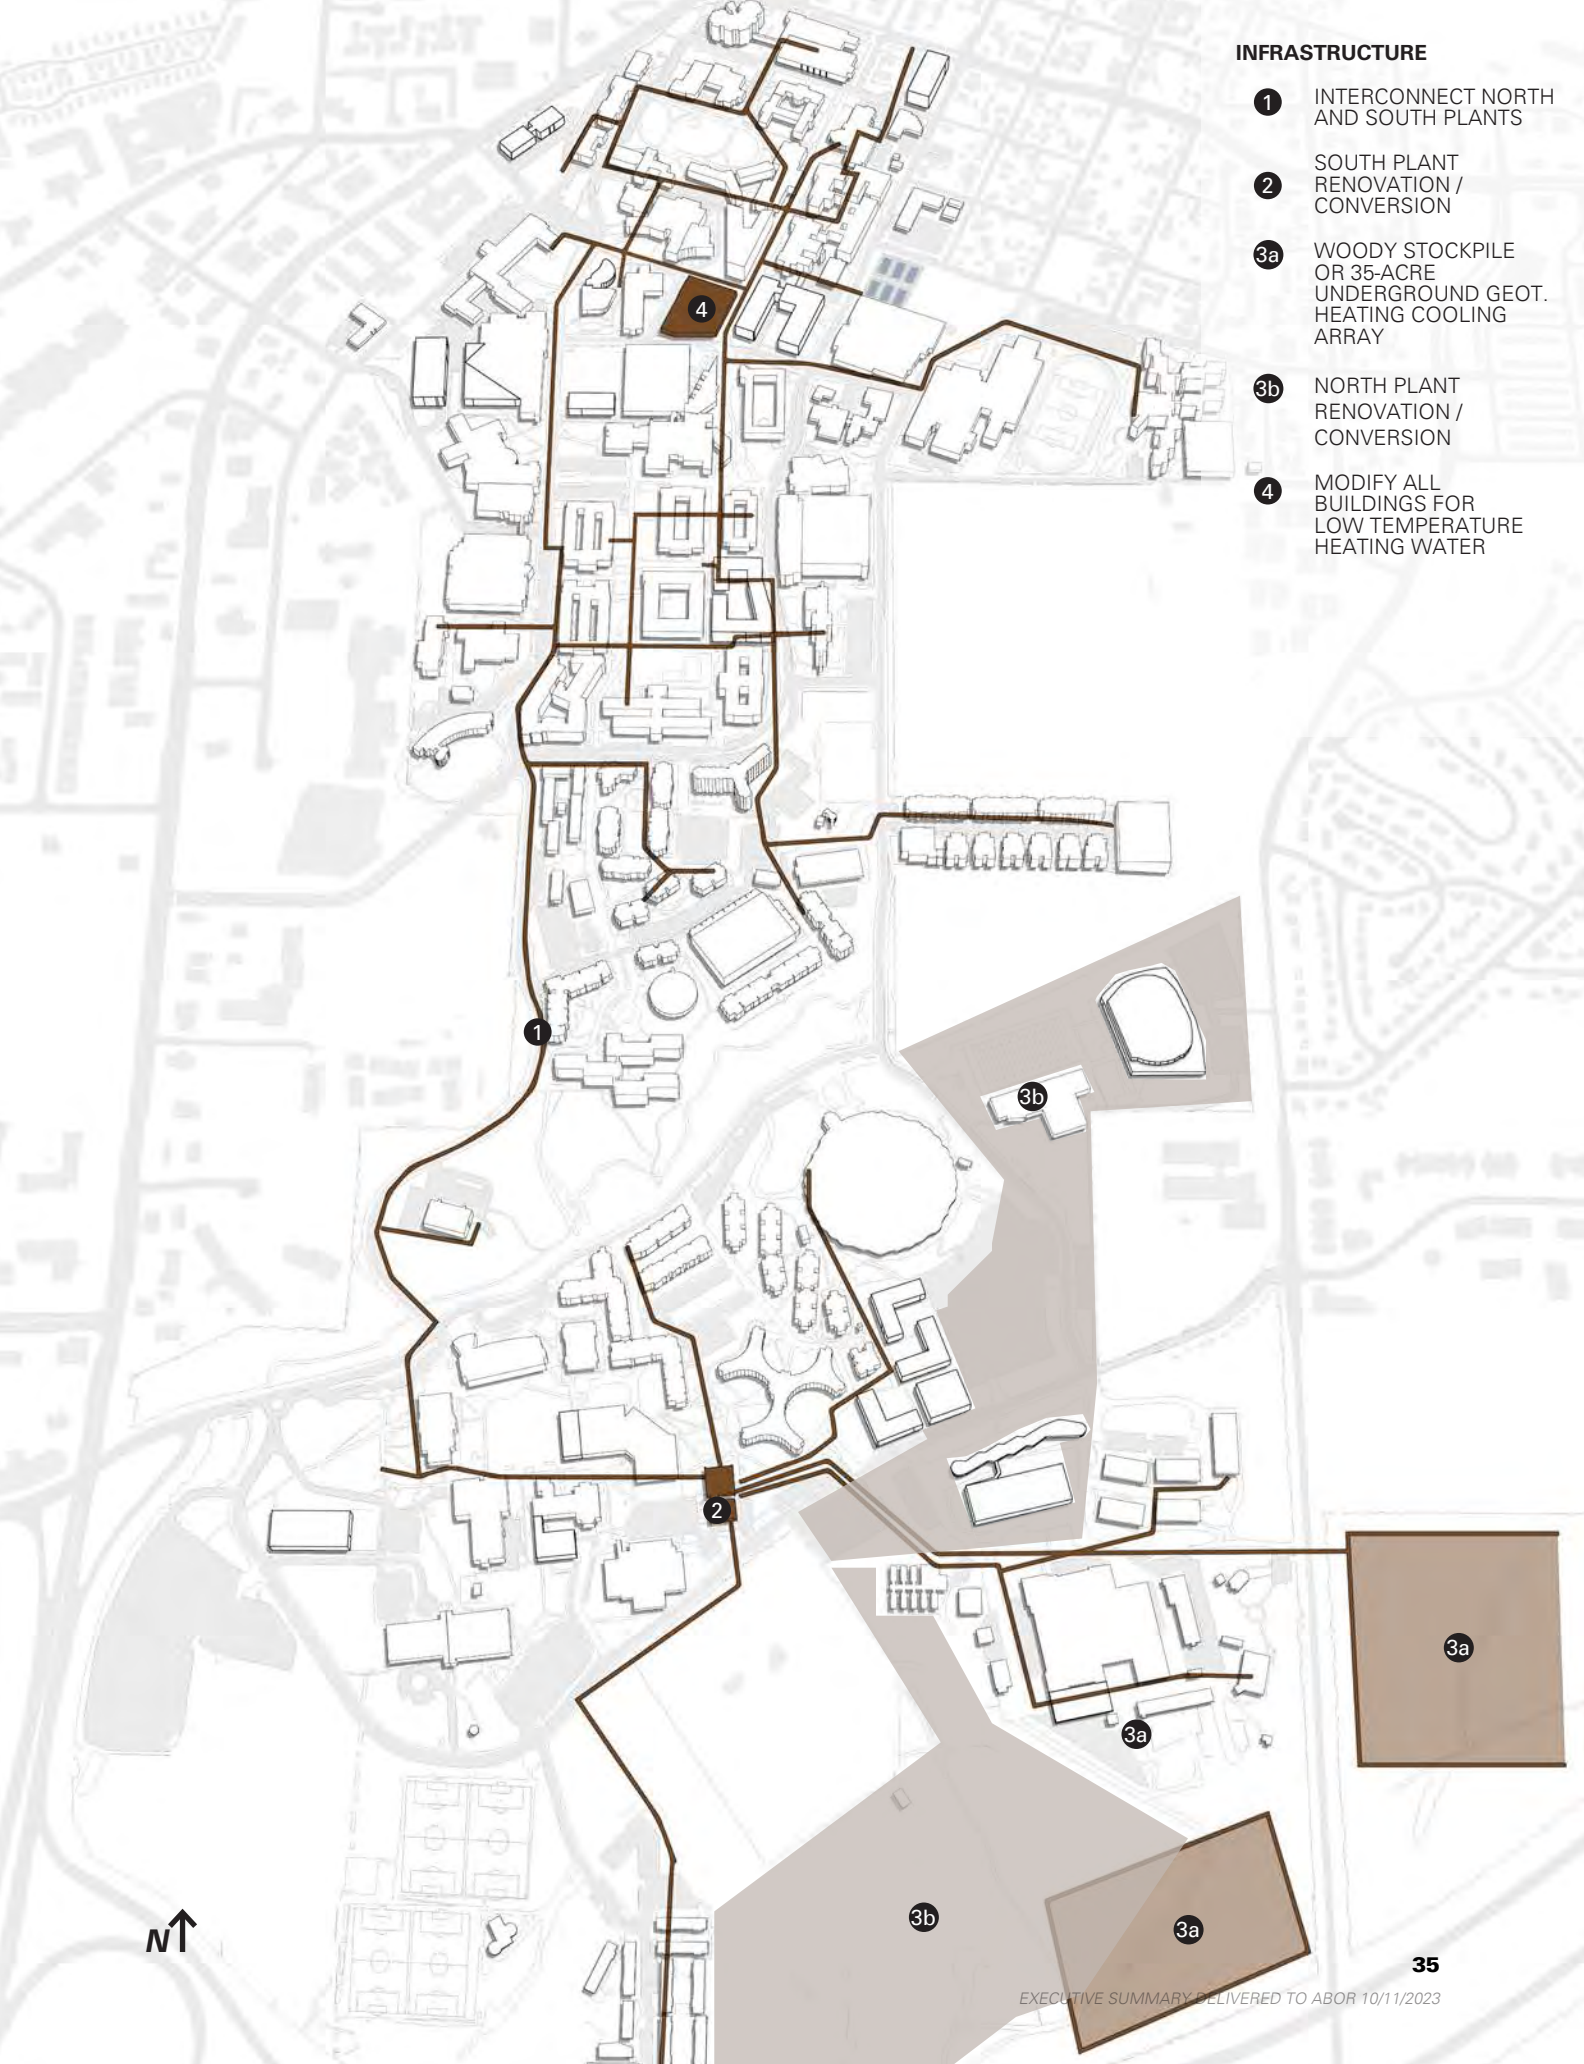 INFRASTRUCTURE
1 INTERCONNECT NORTH
AND SOUTH PLANTS
2 SOUTH PLANT
RENOVATION /
CONVERSION
3a WOODY STOCKPILE
OR 35-ACRE
UNDERGROUND GEOT.
HEATING COOLING
ARRAY
3b NORTH PLANT
RENOVATION /
CONVERSION
4 MODIFY ALL
BUILDINGS FOR
LOW TEMPERATURE
HEATING WATER
4
1
3b
2
3a
3a
3b
3a
N
35
EXECUTIVE SUMMARY DELIVERED TO ABOR 10/11/2023